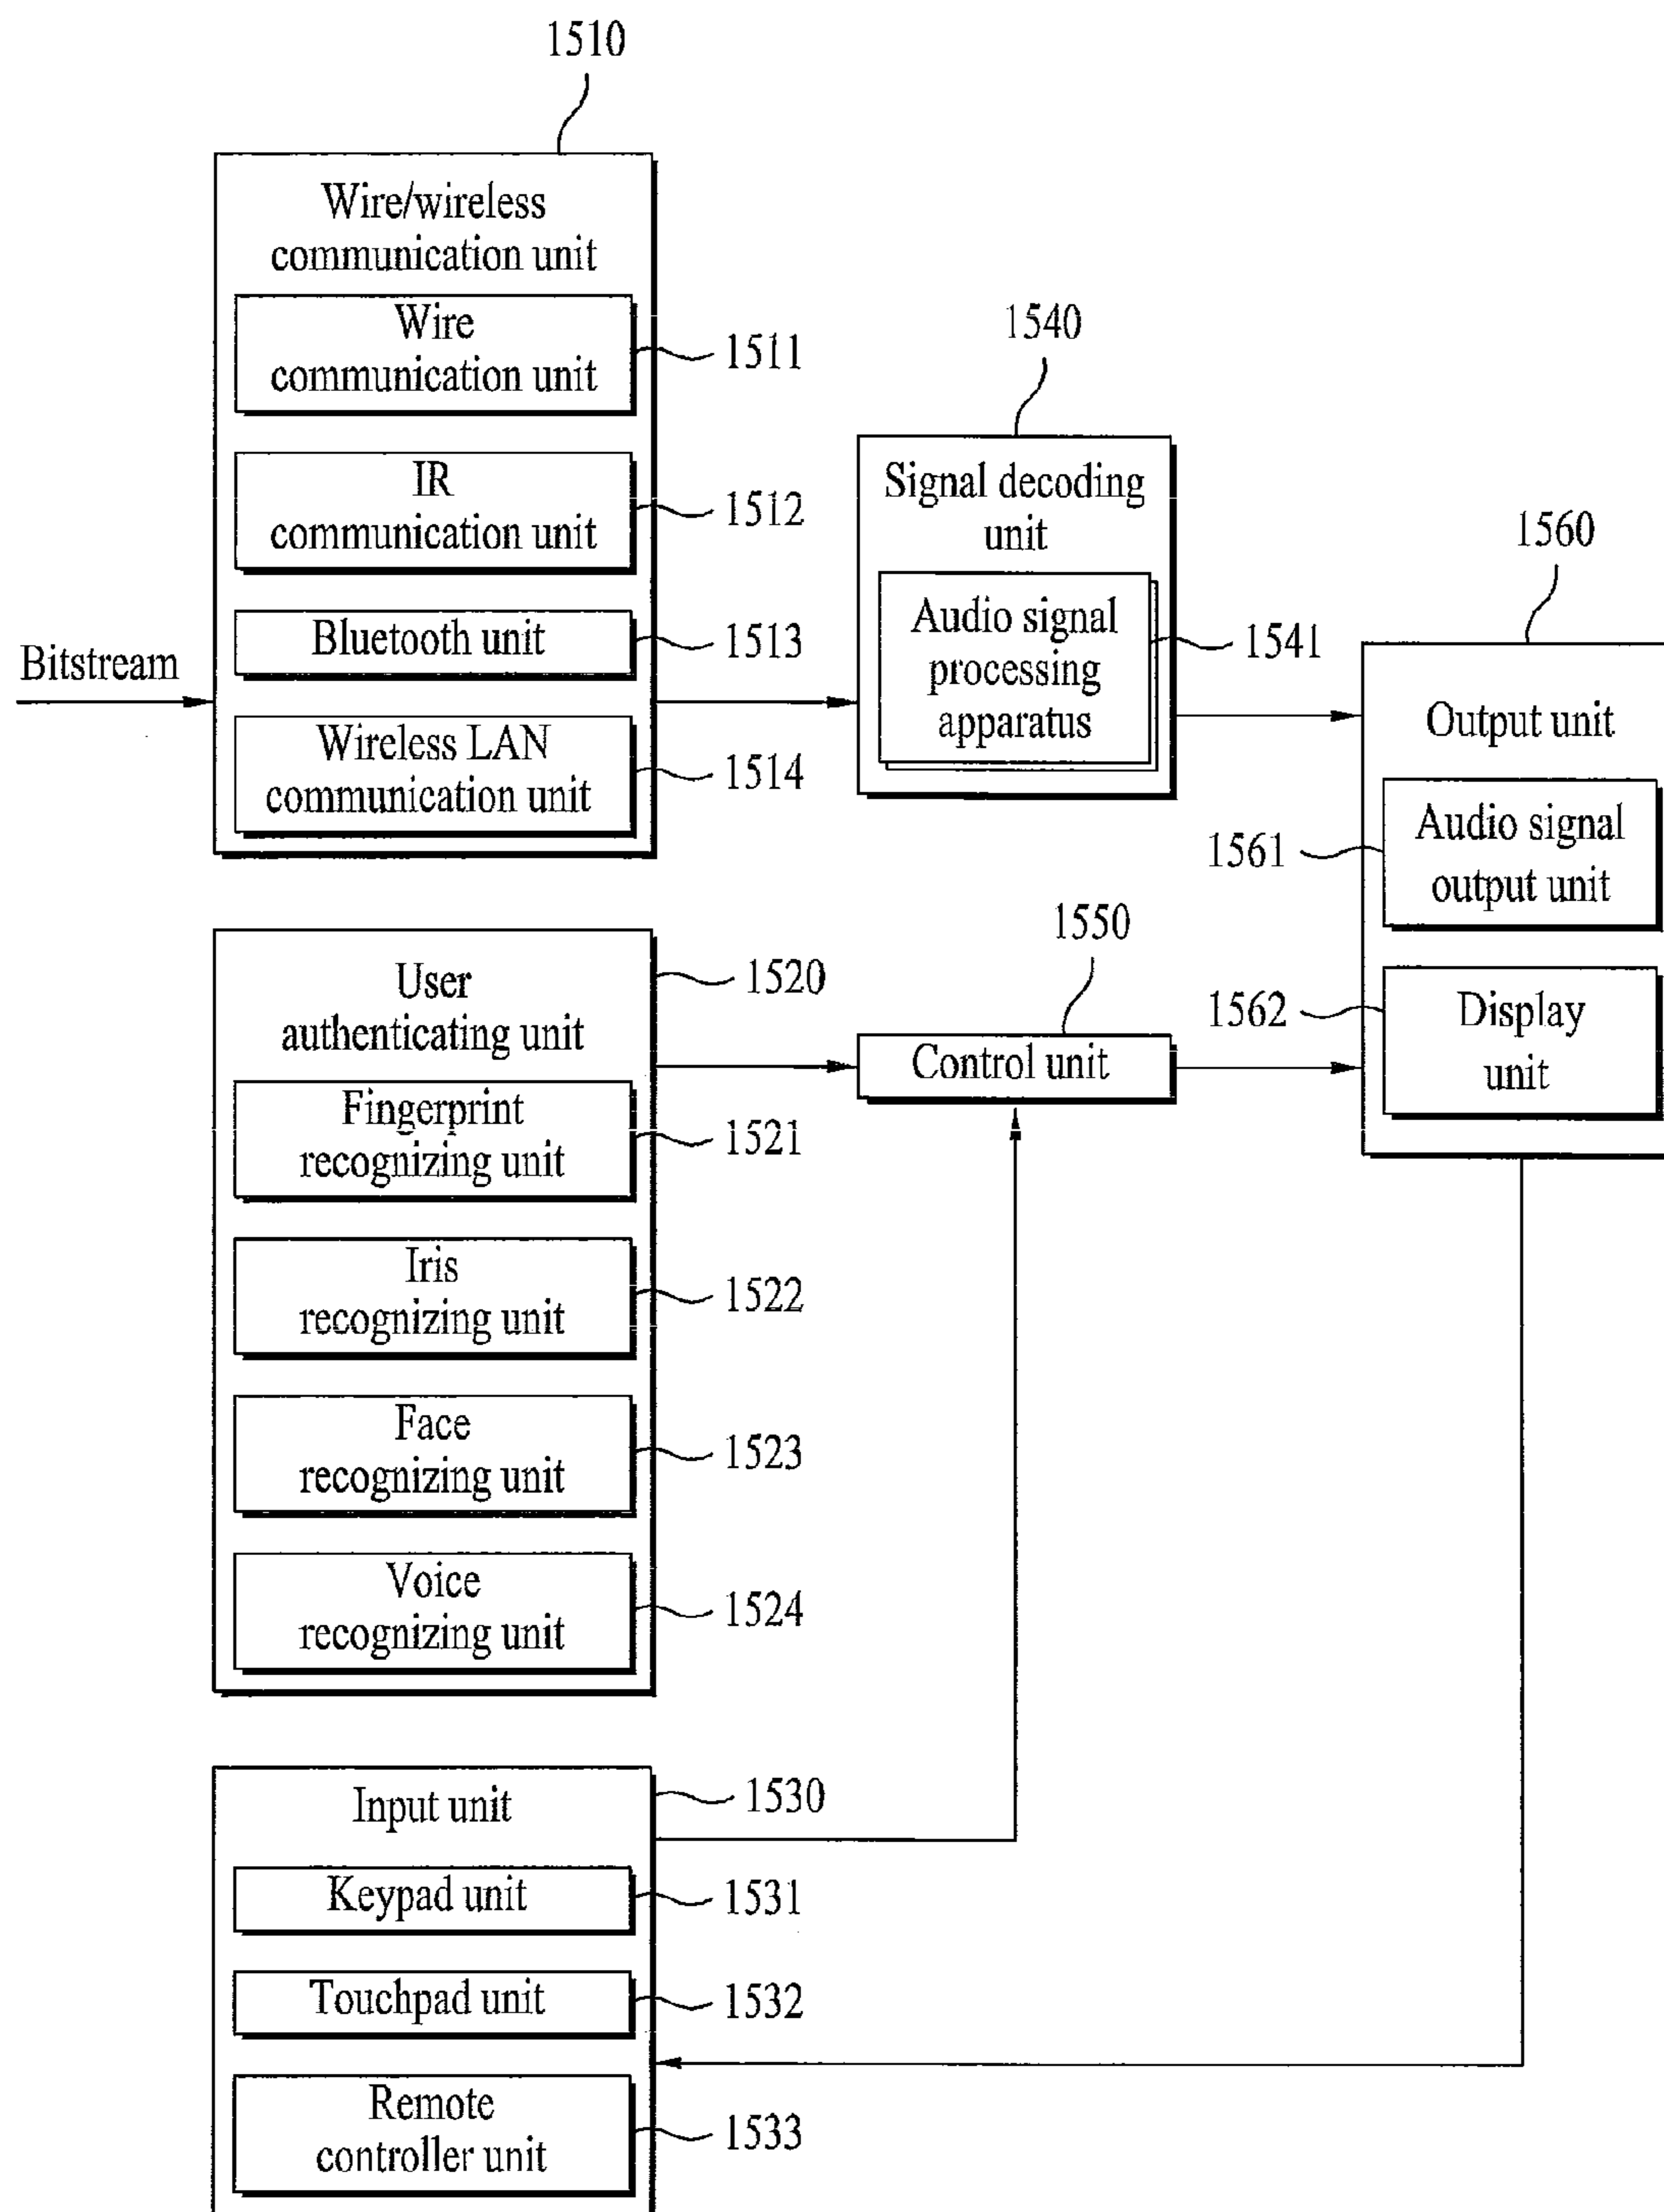 1510
Wire/wireless
communication unit
Wire
communication unit
1511
IR
communication unit
1512
Bluetooth unit
1513
Bitstream
Wireless LAN
communication unit
1514
1540
Signal decoding
unit
Audio signal
processing
apparatus
1541
1560
Output unit
Audio signal
output unit
1561
Display
unit
1562
User
authenticating unit
1520
Fingerprint
recognizing unit
1521
Iris
recognizing unit
1522
Face
recognizing unit
1523
Voice
recognizing unit
1524
1550
Control unit
Input unit
1530
Keypad unit
1531
Touchpad unit
1532
Remote
controller unit
1533